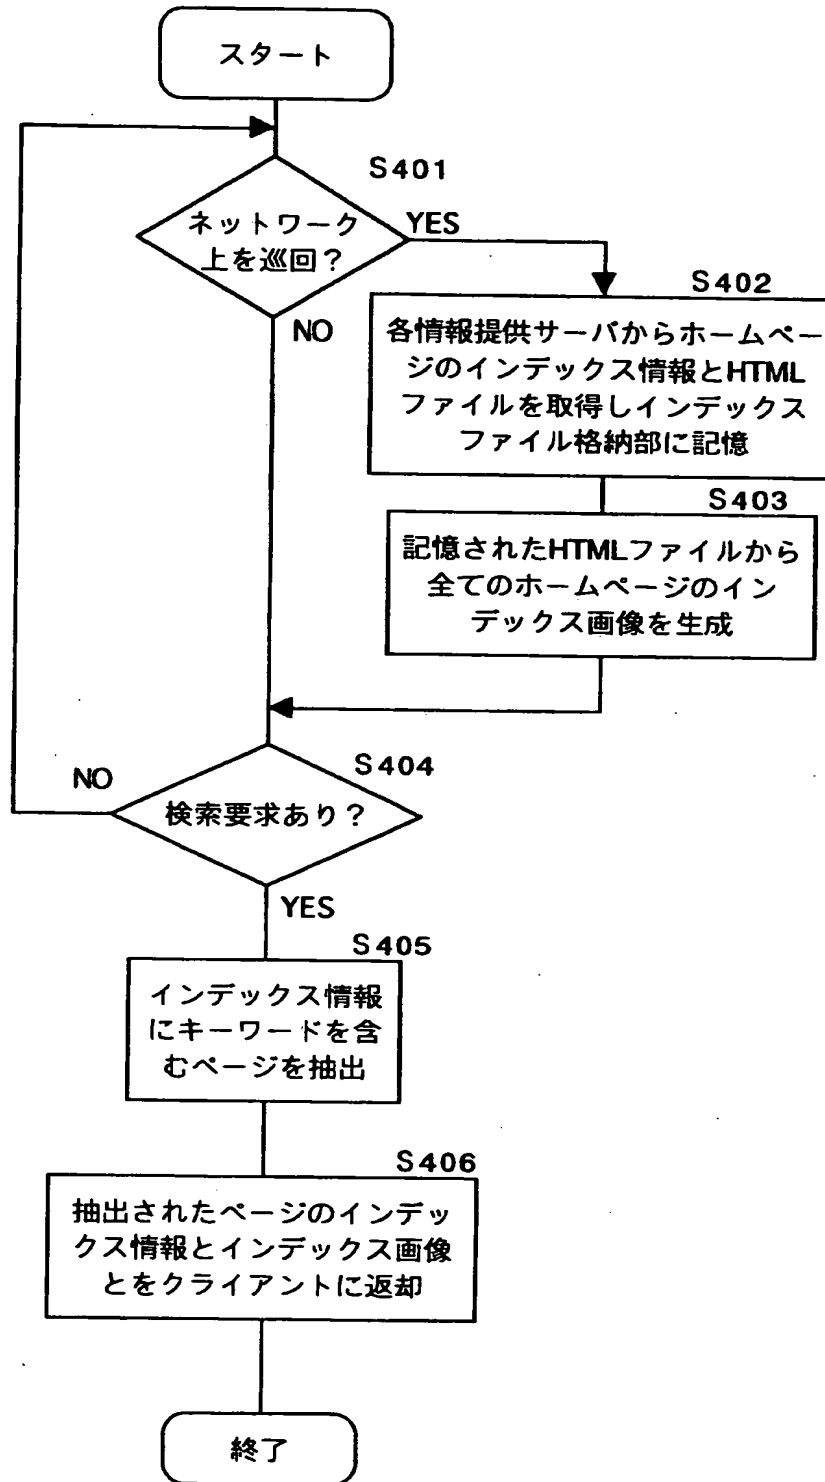 スタート
S401
ネットワーク
上を巡回？
YES
NO
S402
各情報提供サーバからホームペー
ジのインデックス情報とHTML
ファイルを取得しインデックス
ファイル格納部に記憶
S403
記憶されたHTMLファイルから
全てのホームページのイン
デックス画像を生成
NO
S404
検索要求あり？
YES
S405
インデックス情報
にキーワードを含
むページを抽出
S406
抽出されたページのインデッ
クス情報とインデックス画像
とをクライアントに返却
終了